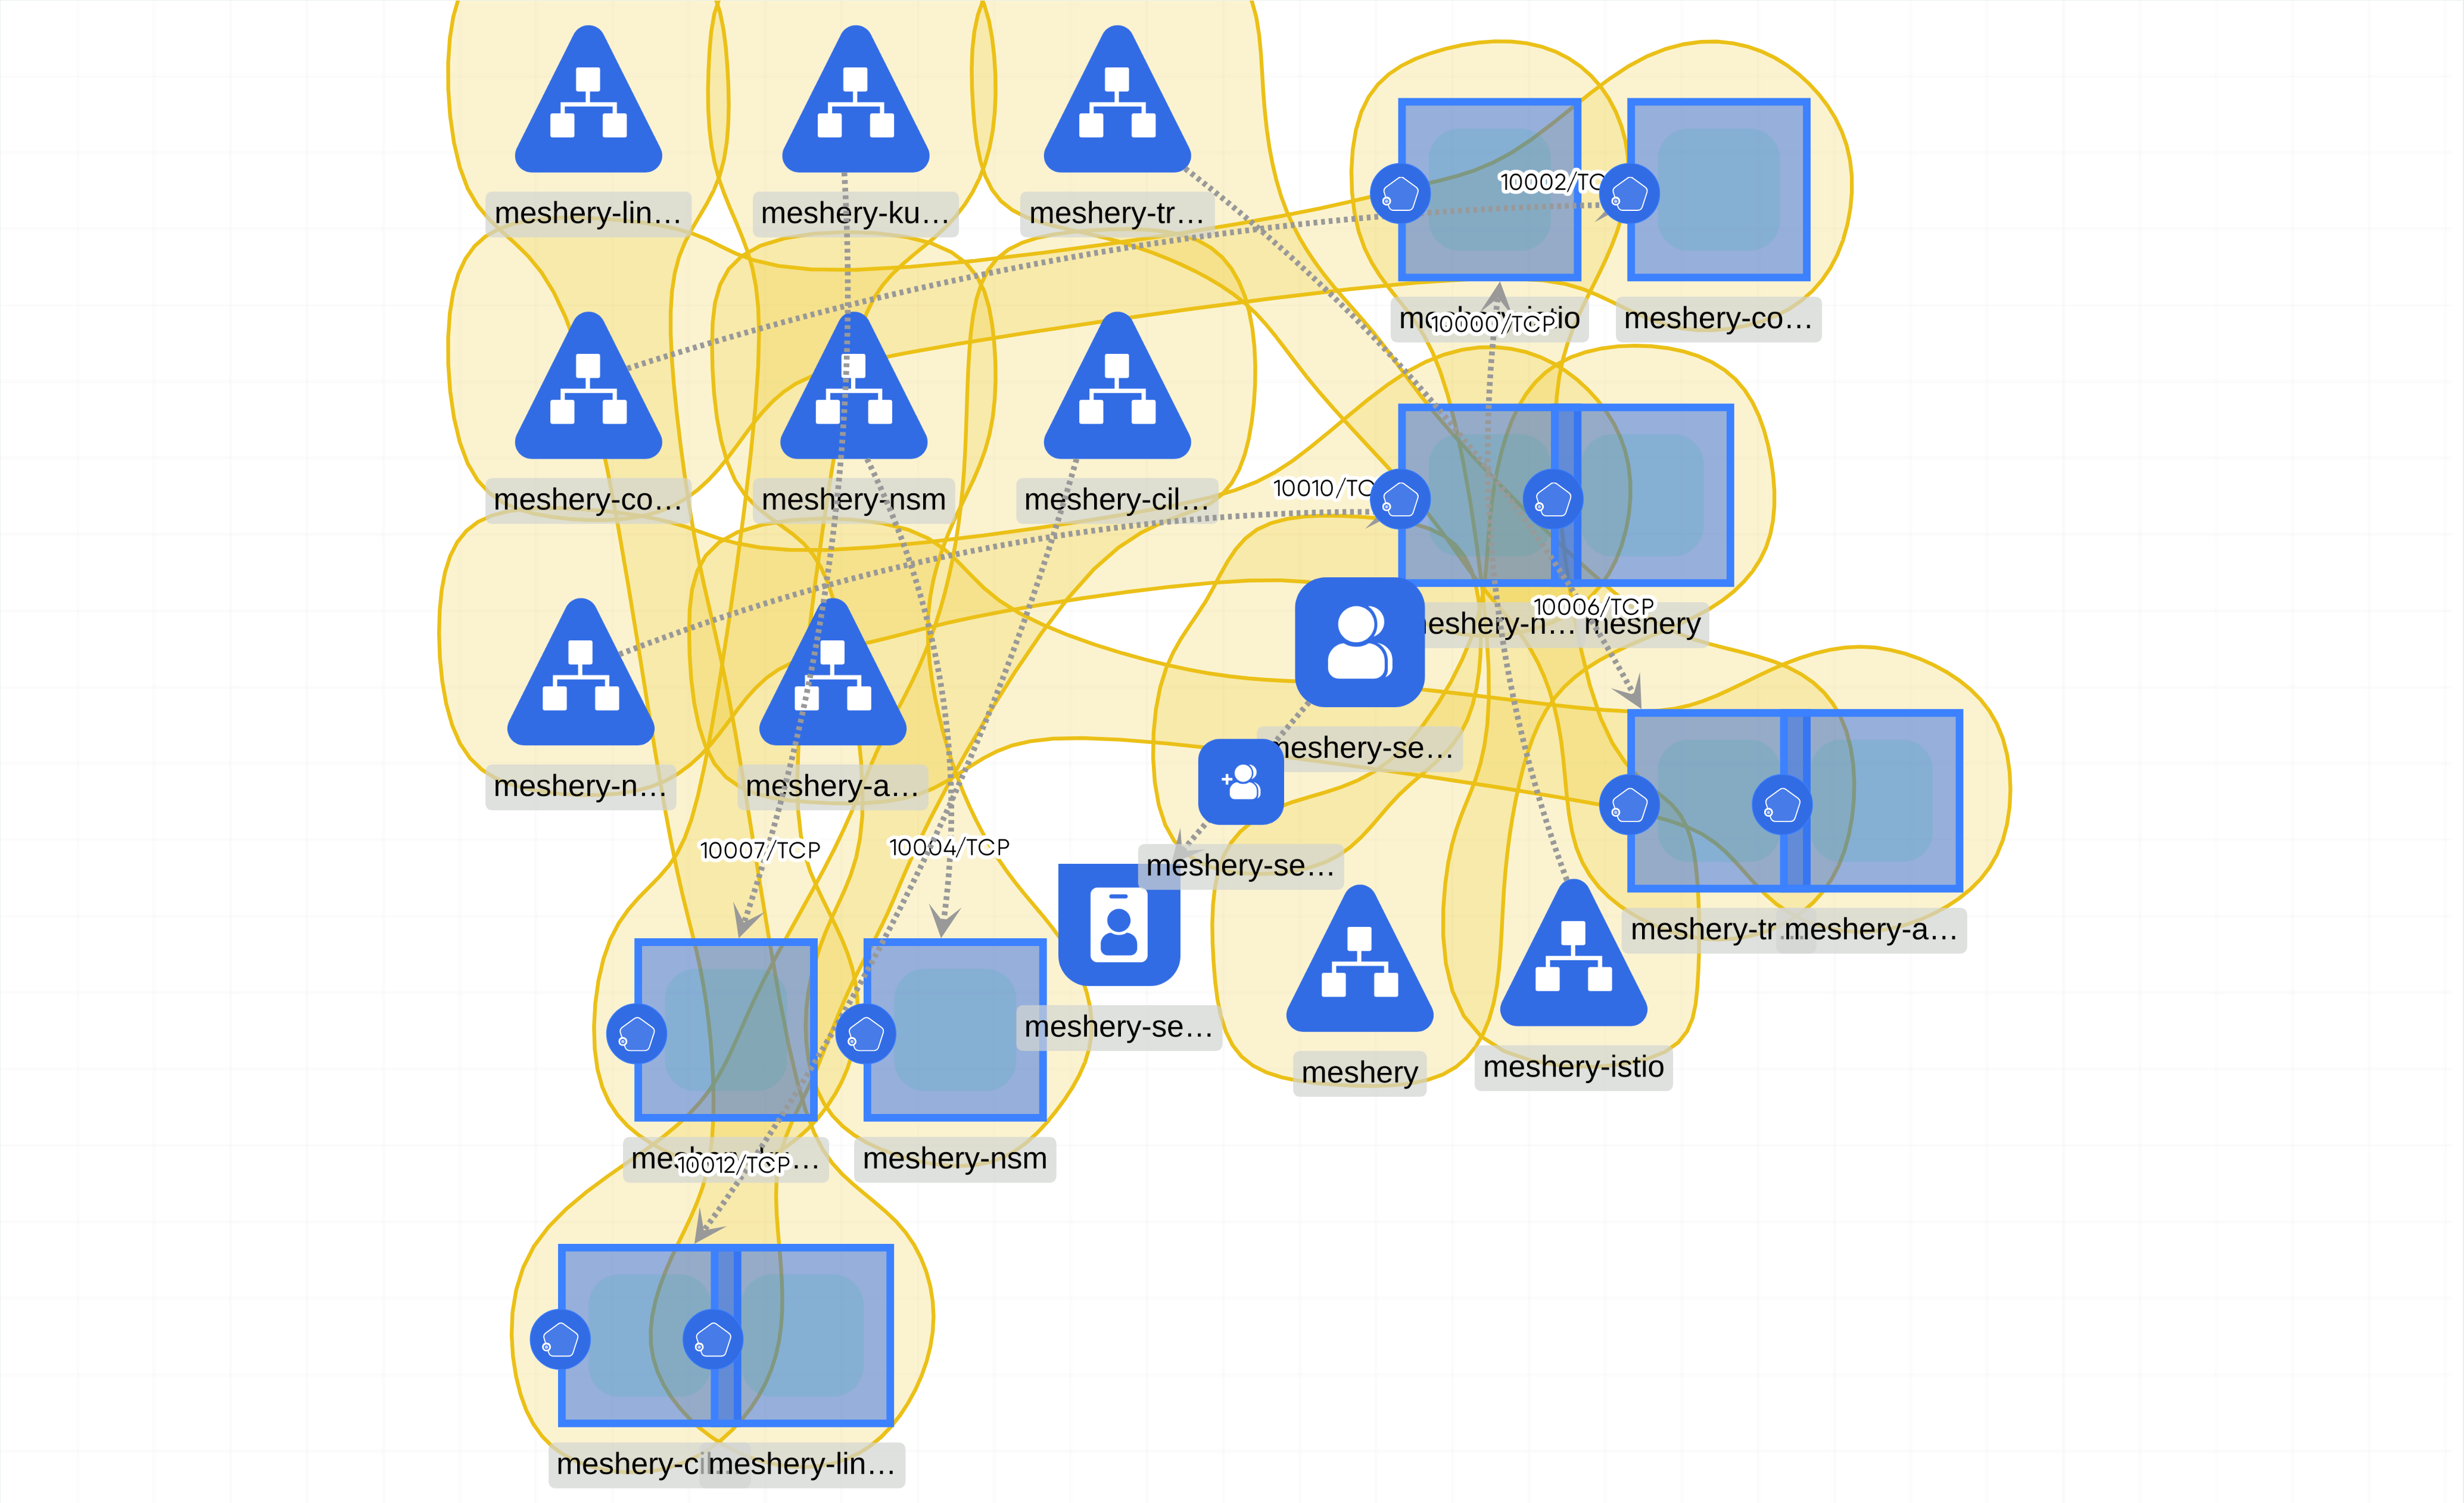 meshery-lin…
meshery-ku…
meshery-tr…
10002/TC
10000/TCP
meshery-co…
meshery-co…
meshery-nsm
meshery-cil…
10010/TC
10006/TCP
meshery
meshery-se…
meshery-n…
meshery-a…
10007/TCP
10004/TCP
meshery-se…
meshery-tr…
meshery-a…
meshery-se…
meshery
meshery-istio
meshery-nsm
10012/TCP
meshery-lin…